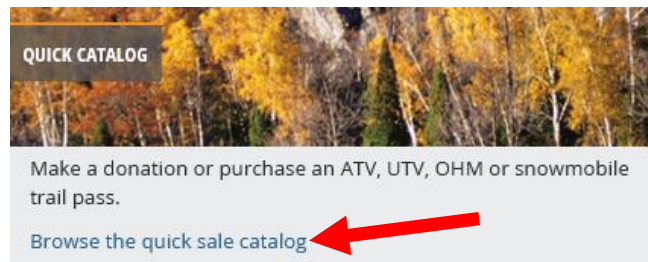 QUICK CATALOG
Make a donation or purchase an ATV, UTV, OHM or snowmobile
trail pass.
Browse the quick sale catalog